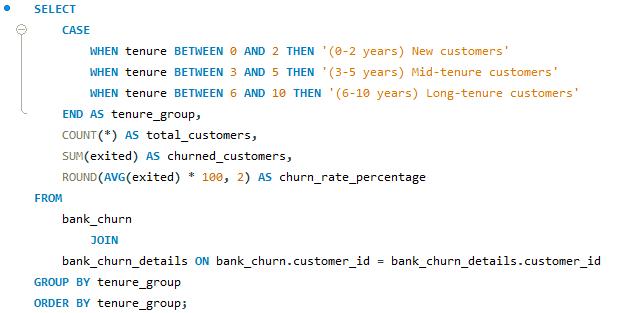 SELECT
CASE
WHEN tenure BETWEEN 0 AND 2 THEN '(0-2 years) New customers'
WHEN tenure BETWEEN 3 AND 5 THEN '(3-5 years) Mid-tenure customers'
WHEN tenure BETWEEN 6 AND 10 THEN '(6-10 years) Long-tenure customers'
END AS tenure_group,
COUNT(*) AS total_customers,
SUM(exited) AS churned_customers,
ROUND(AVG(exited) * 100, 2) AS churn_rate_percentage
FROM
bank_churn
JOIN
bank_churn_details ON bank_churn.customer_id = bank_churn_details.customer_id
GROUP BY tenure_group
ORDER BY tenure_group;